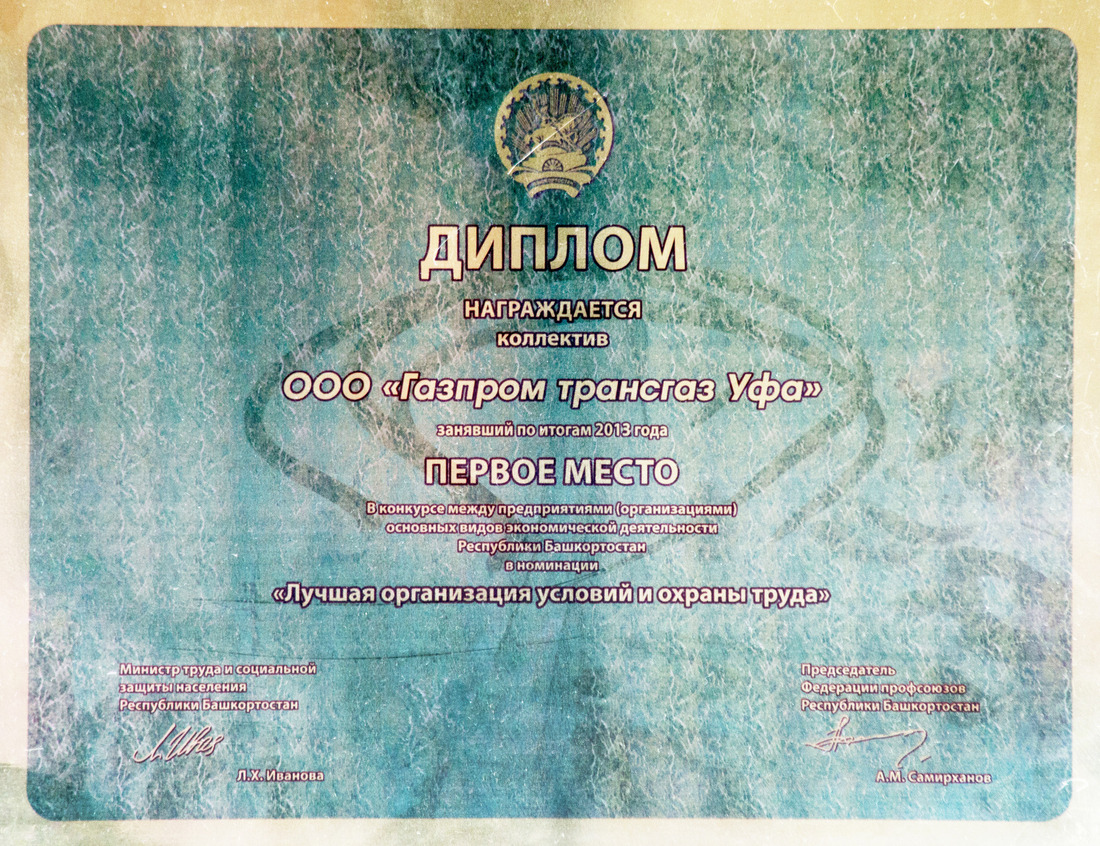 ДИПЛОМ
НАГРАЖДАЕТСЯ
коллектив
ООО «Газпром трансгаз Уфа»
занявший по итогам 2013 года
ПЕРВОЕ МЕСТО
В конкурсе между предприятиями (организациями)
основных видов экономической деятельности
Республики Башкортостан
в номинации
«Лучшая организация условий и охраны труда»
Министр труда и социальной
защиты населения
Республики Башкортостан
Л.Х. Иванова
Председатель
Федерации профсоюзов
Республики Башкортостан
А.М. Самирханов